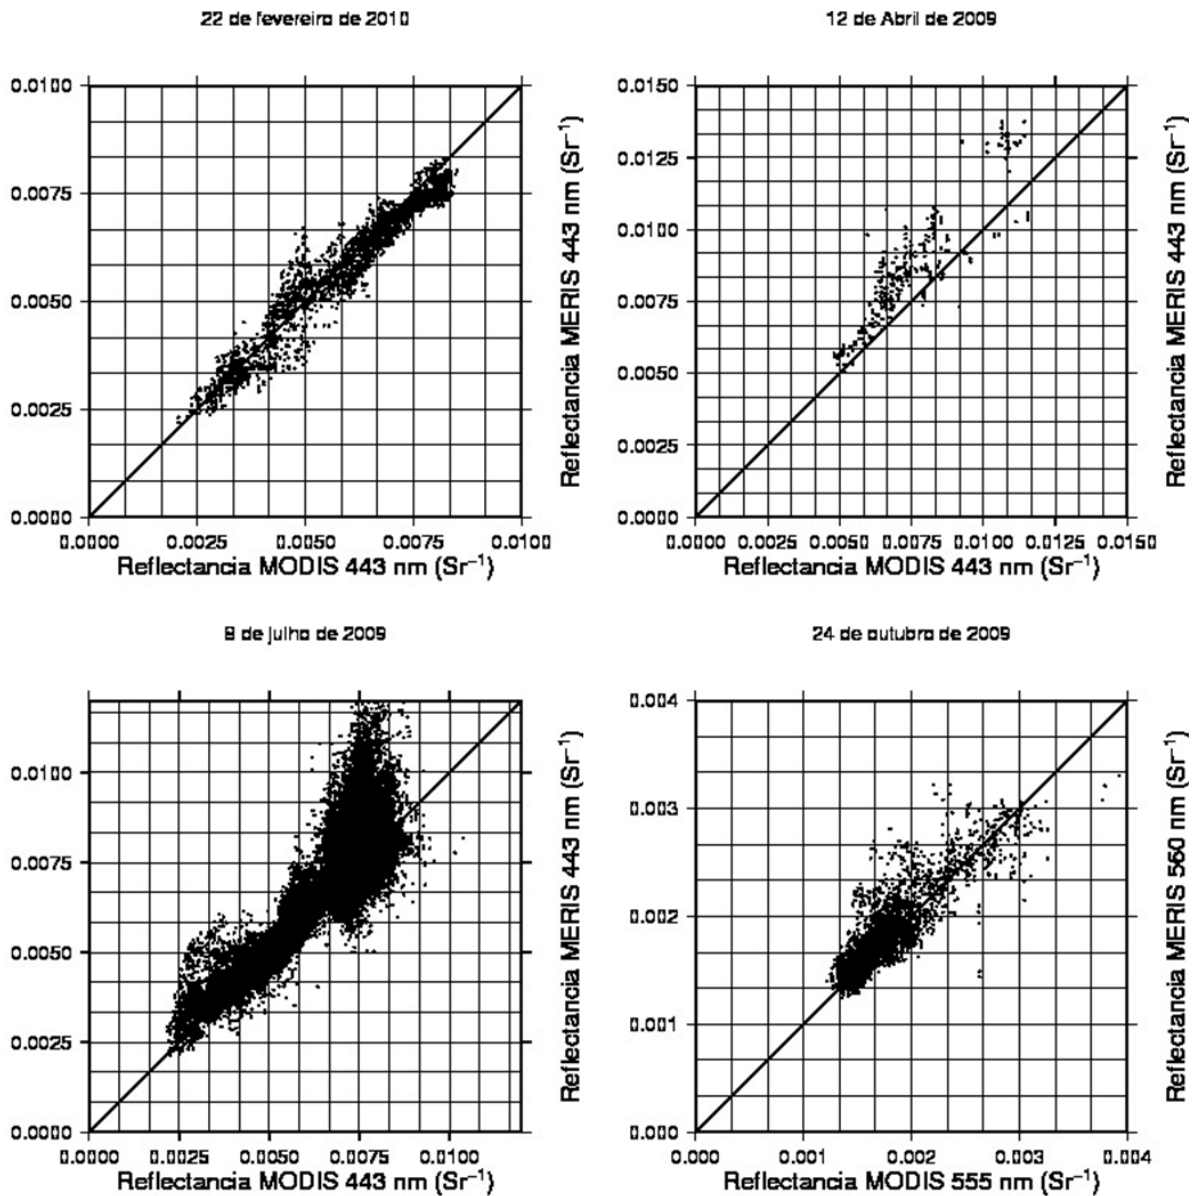 22 de fevereiro de 2010
0.0100
0.0075
0.0050
0.0025
0.0000
0.0000 0.0025 0.0050 0.0075 0.0100
Reflectancia MODIS 443 nm (Sr⁻¹)
Reflectancia MERIS 443 nm (Sr⁻¹)
12 de Abril de 2009
0.0150
0.0125
0.0100
0.0075
0.0050
0.0025
0.0000
0.0000 0.0025 0.0050 0.0075 0.0100 0.0125 0.0150
Reflectancia MODIS 443 nm (Sr⁻¹)
Reflectancia MERIS 443 nm (Sr⁻¹)
8 de julho de 2009
0.0100
0.0075
0.0050
0.0025
0.0000
0.0000 0.0025 0.0050 0.0075 0.0100
Reflectancia MODIS 443 nm (Sr⁻¹)
Reflectancia MERIS 443 nm (Sr⁻¹)
24 de outubro de 2009
0.004
0.003
0.002
0.001
0.000
0.000 0.001 0.002 0.003 0.004
Reflectancia MODIS 555 nm (Sr⁻¹)
Reflectancia MERIS 560 nm (Sr⁻¹)